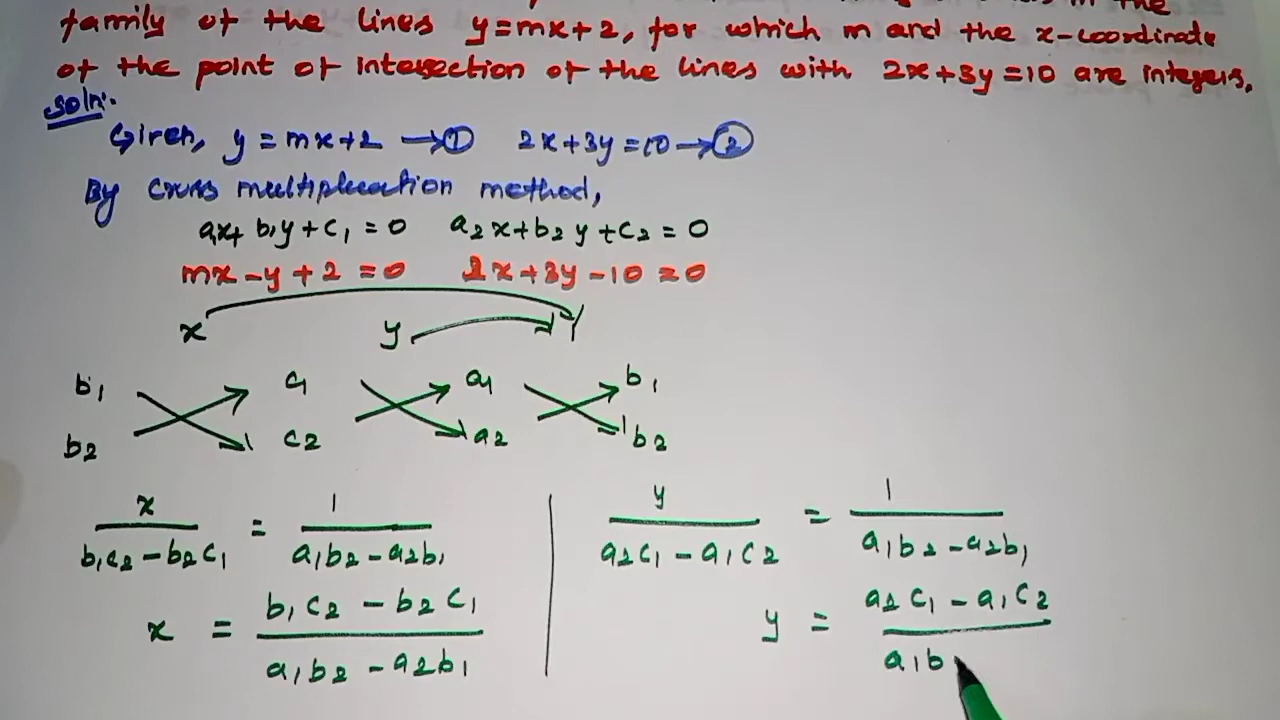 in the
family of the lines y=mx+2, for which m and the x-coordinate
of the point of intersection of the lines with 2x+3y=10 are integers.
Soln:
Given, y=mx+2 →① 2x+3y=10→②
By cross multiplication method,
a₁x+b₁y+c₁=0 a₂x+b₂y+c₂=0
mx-y+2=0 2x+3y-10=0
x y 1
b₁ c₁ a₁ b₁
b₂ c₂ a₂ b₂
x/(b₁c₂-b₂c₁) = 1/(a₁b₂-a₂b₁) y/(a₂c₁-a₁c₂) = 1/(a₁b₂-a₂b₁)
x = (b₁c₂-b₂c₁)/(a₁b₂-a₂b₁) y = (a₂c₁-a₁c₂)/(a₁b